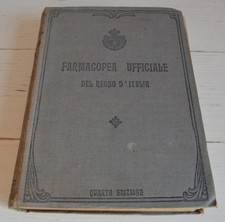 FARMACOPEA UFFICIALE
DEL REGNO D'ITALIA
QUARTA EDIZIONE